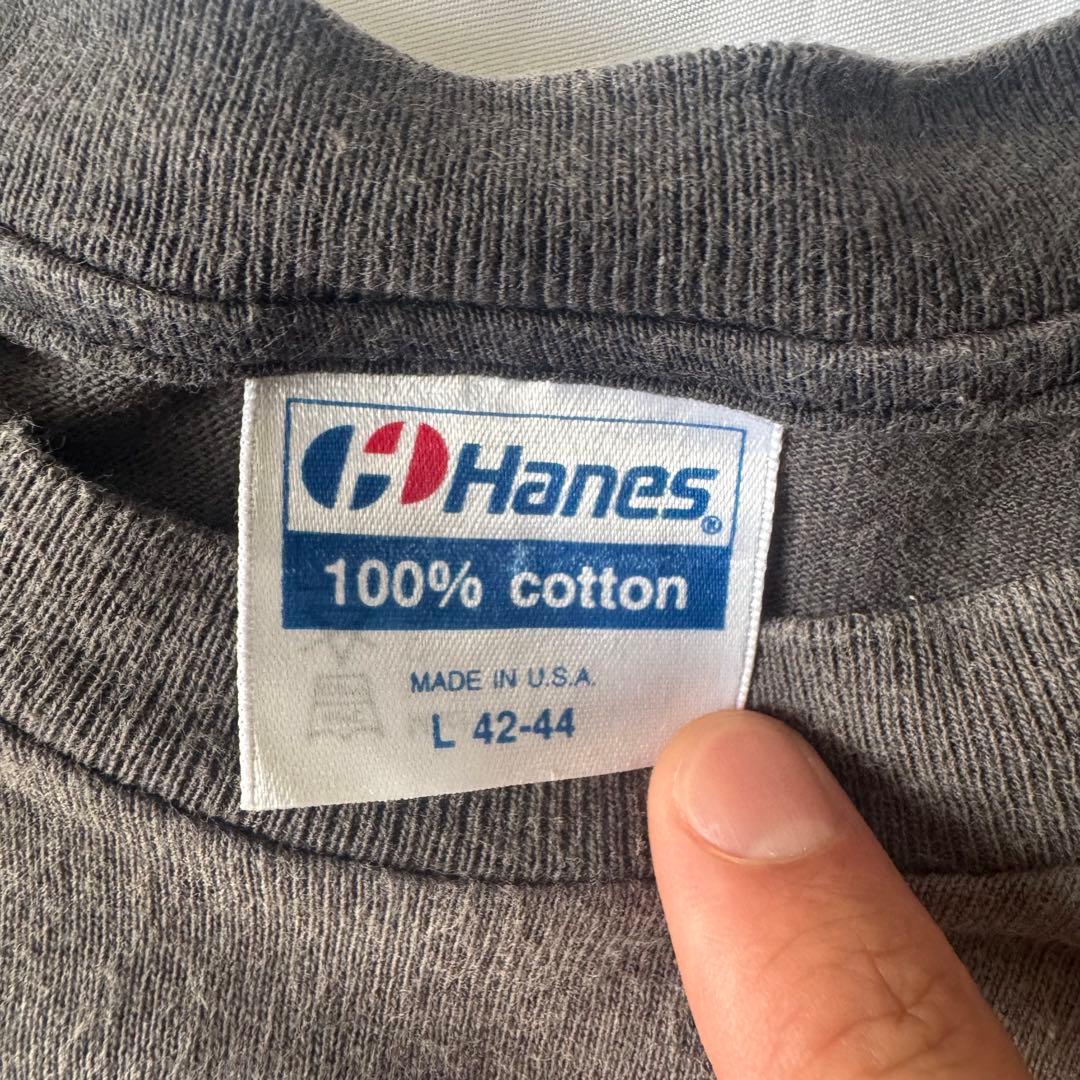 Hanes®
100% cotton
MADE IN U.S.A.
L 42-44